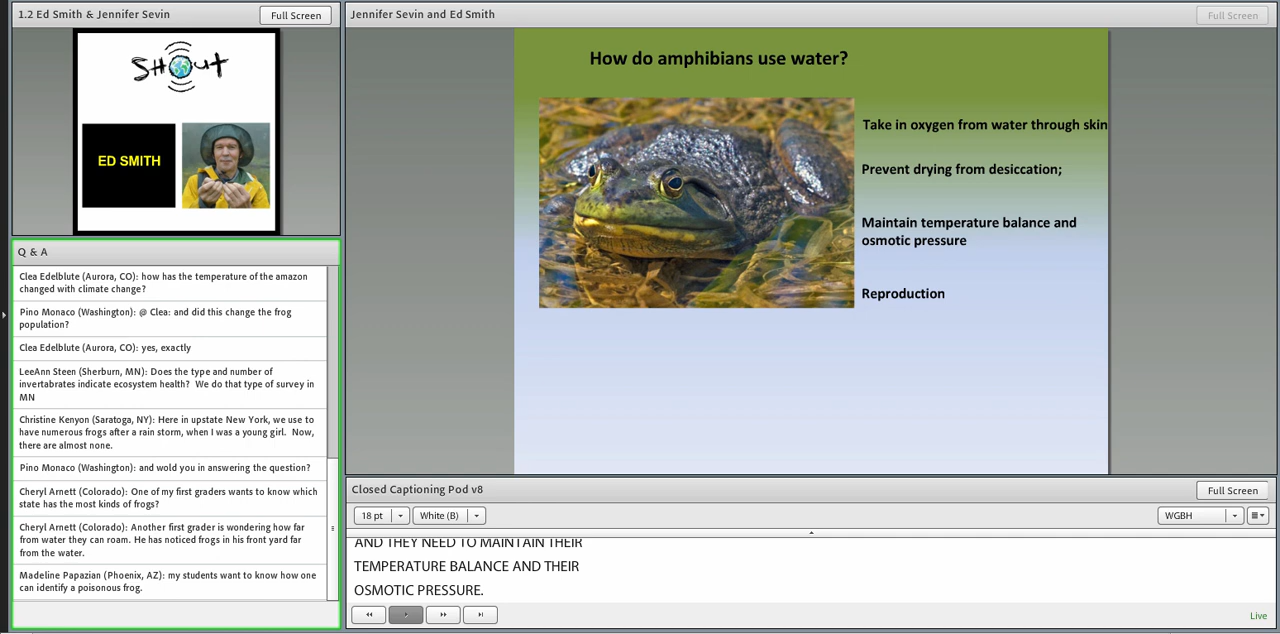 1.2 Ed Smith & Jennifer Sevin
Full Screen
SHOUT
ED SMITH
Q & A
Clea Edelblute (Aurora, CO): how has the temperature of the amazon
changed with climate change?
Pino Monaco (Washington): @ Clea: and did this change the frog
population?
Clea Edelblute (Aurora, CO): yes, exactly
LeeAnn Steen (Sherburn, MN): Does the type and number of
invertabrates indicate ecosystem health?  We do that type of survey in
MN
Christine Kenyon (Saratoga, NY): Here in upstate New York, we use to
have numerous frogs after a rain storm, when I was a young girl.  Now,
there are almost none.
Pino Monaco (Washington): and wold you in answering the question?
Cheryl Arnett (Colorado): One of my first graders wants to know which
state has the most kinds of frogs?
Cheryl Arnett (Colorado): Another first grader is wondering how far
from water they can roam. He has noticed frogs in his front yard far
from the water.
Madeline Papazian (Phoenix, AZ): my students want to know how one
can identify a poisonous frog.
Jennifer Sevin and Ed Smith
Full Screen
How do amphibians use water?
Take in oxygen from water through skin
Prevent drying from desiccation;
Maintain temperature balance and
osmotic pressure
Reproduction
Closed Captioning Pod v8
Full Screen
18 pt
White (B)
WGBH
AND THEY NEED TO MAINTAIN THEIR
TEMPERATURE BALANCE AND THEIR
OSMOTIC PRESSURE.
Live